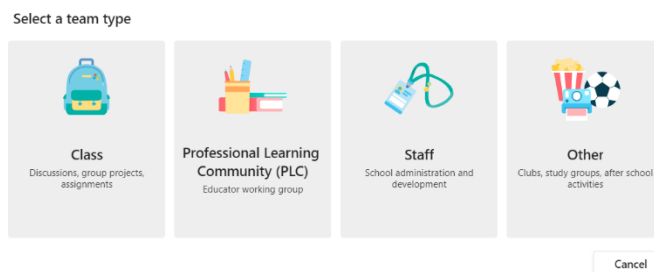 Select a team type
Class
Discussions, group projects,
assignments
Professional Learning
Community (PLC)
Educator working group
Staff
School administration and
development
Other
Clubs, study groups, after school
activities
Cancel